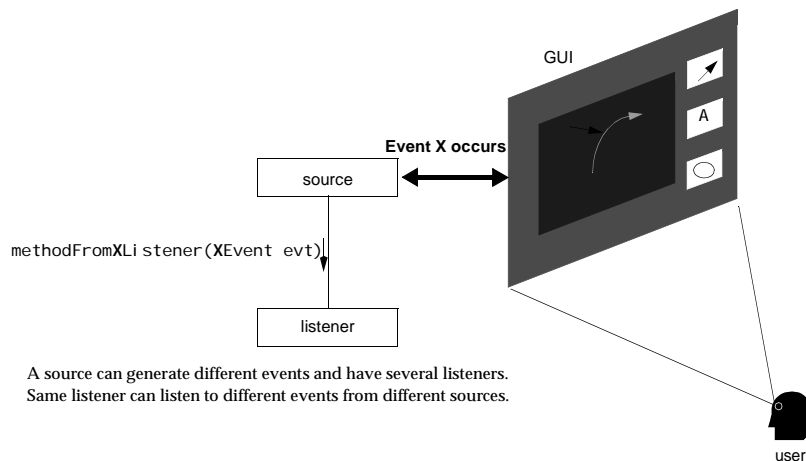 GUI
A
Event X occurs
source
methodFromXListener(XEvent evt)
listener
A source can generate different events and have several listeners.
Same listener can listen to different events from different sources.
user